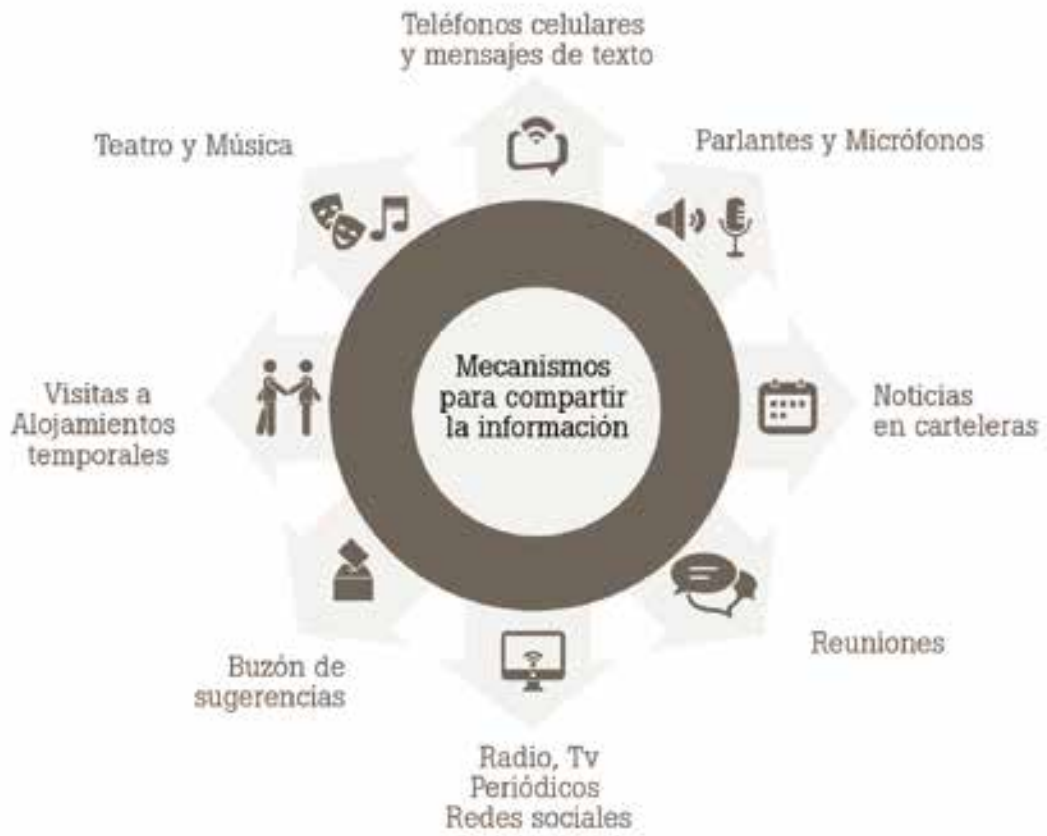 Teléfonos celulares
y mensajes de texto
Teatro y Música
Parlantes y Micrófonos
Mecanismos
para compartir
la información
Visitas a
Alojamientos
temporales
Noticias
en carteleras
Buzón de
sugerencias
Reuniones
Radio, Tv
Periódicos
Redes sociales